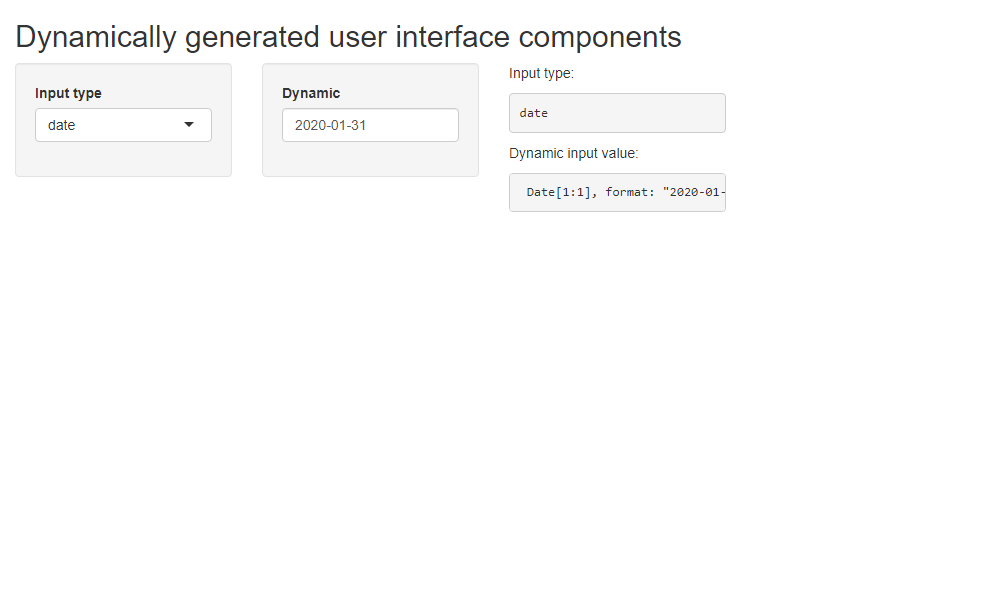 Dynamically generated user interface components
Input type
date
Dynamic
2020-01-31
Input type:
date
Dynamic input value:
Date[1:1], format: "2020-01-